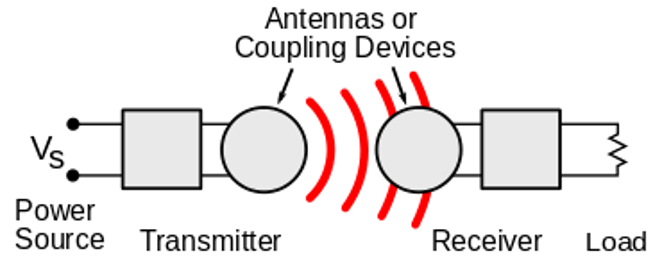 Antennas or
Coupling Devices
VS
Power
Source
Transmitter
Receiver
Load